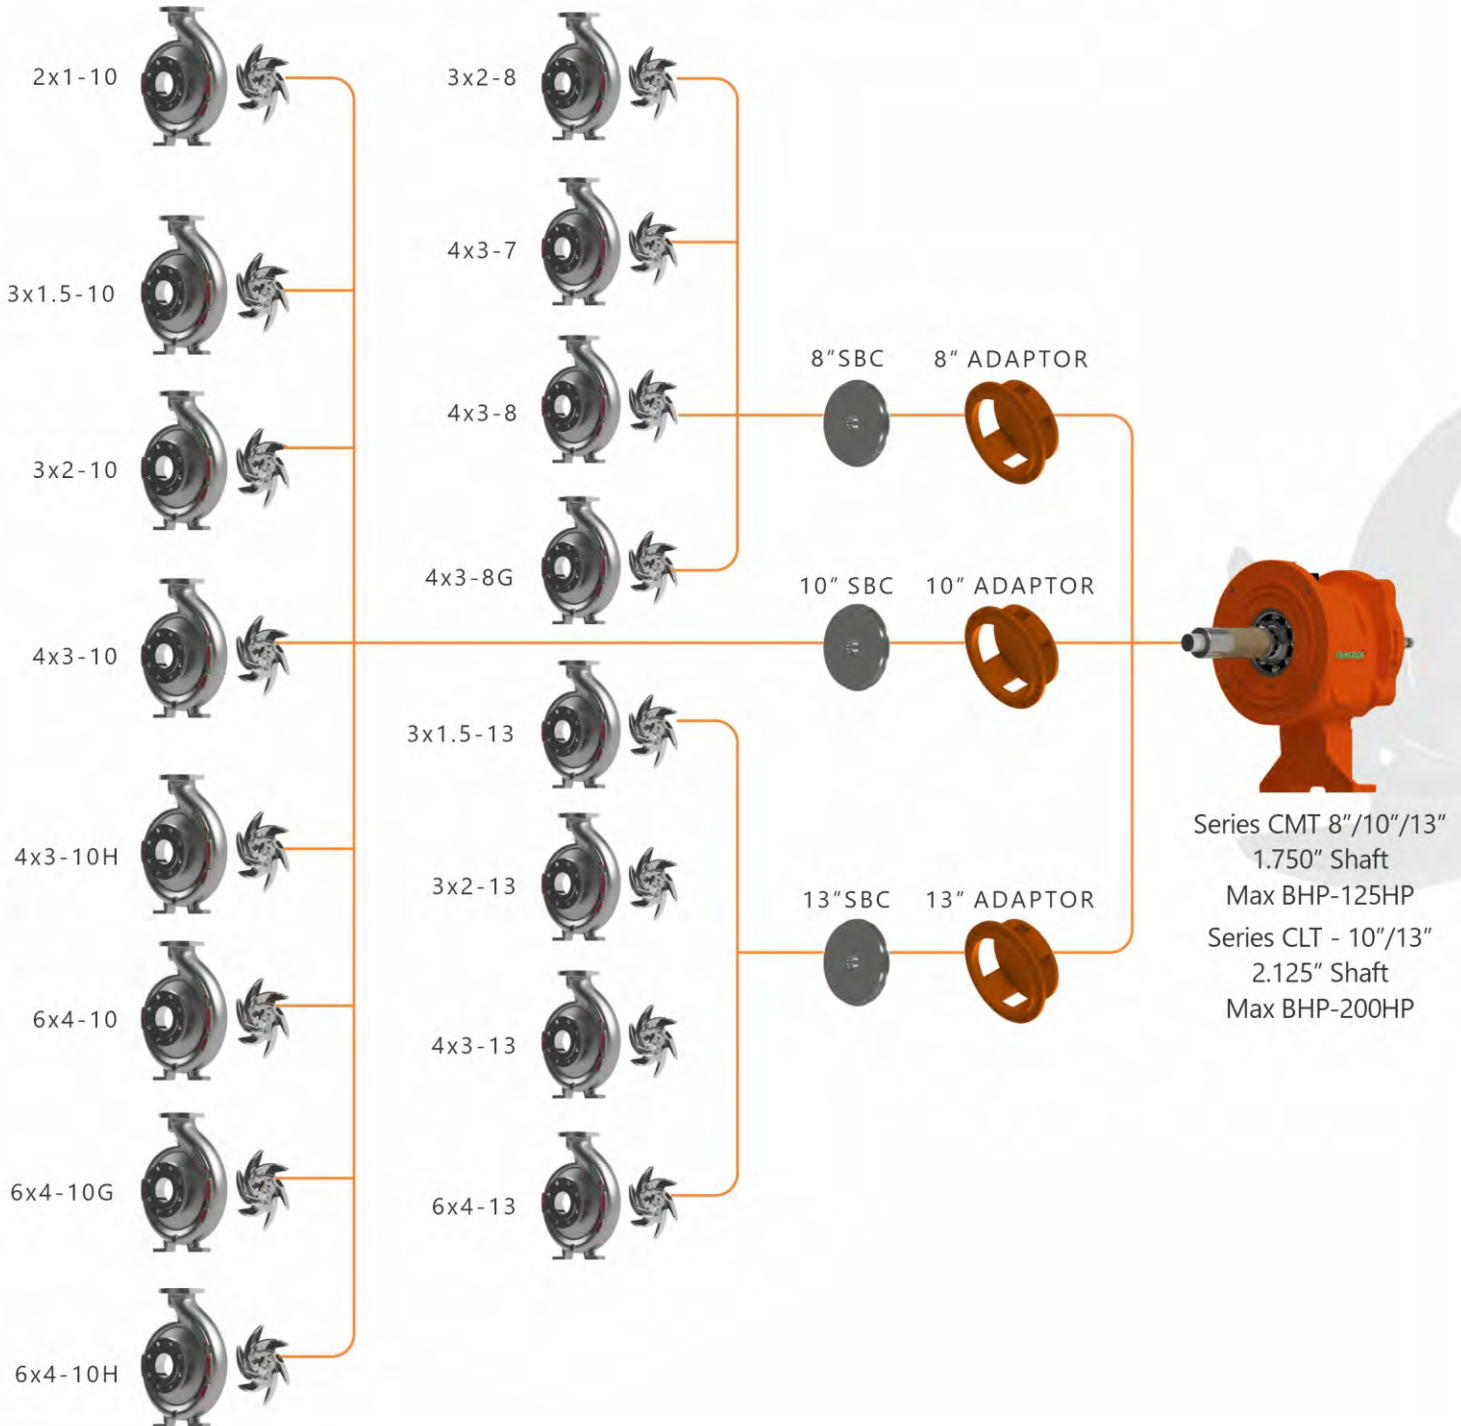 2x1-10
3x1.5-10
3x2-10
4x3-10
4x3-10H
6x4-10
6x4-10G
6x4-10H
3x2-8
4x3-7
4x3-8
4x3-8G
3x1.5-13
3x2-13
4x3-13
6x4-13
8"SBC
8" ADAPTOR
10" SBC
10" ADAPTOR
13"SBC
13" ADAPTOR
Series CMT 8"/10"/13"
1.750" Shaft
Max BHP-125HP
Series CLT - 10"/13"
2.125" Shaft
Max BHP-200HP